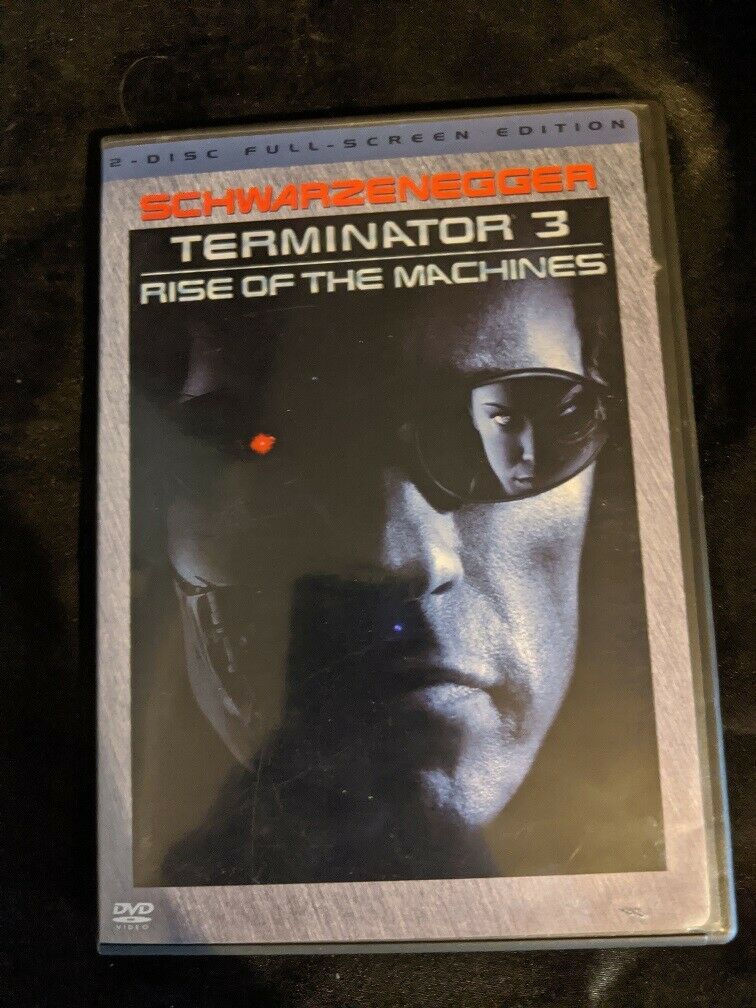 2-DISC FULL-SCREEN EDITION
SCHWARZENEGGER
TERMINATOR 3
RISE OF THE MACHINES
DVD
VIDEO